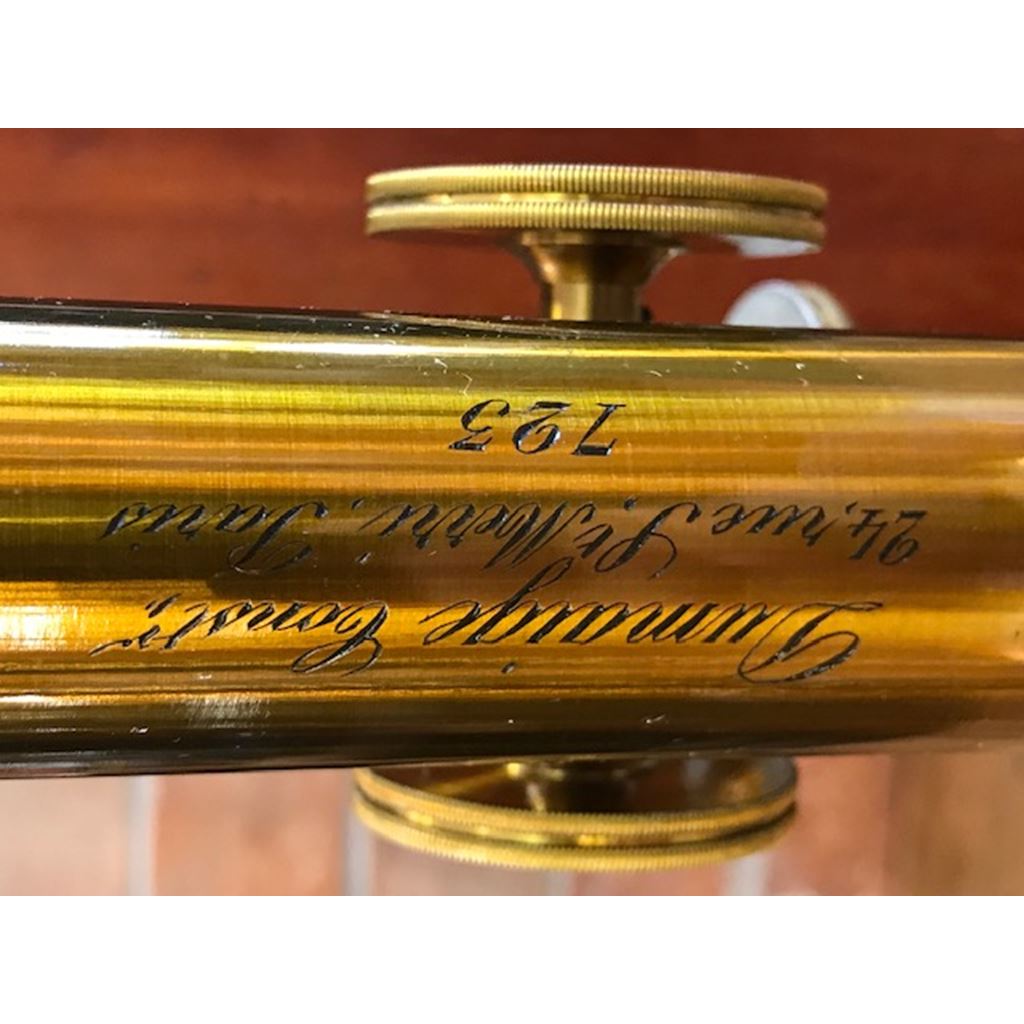 Dumaige Constr,
24, rue St Merri, Paris
723